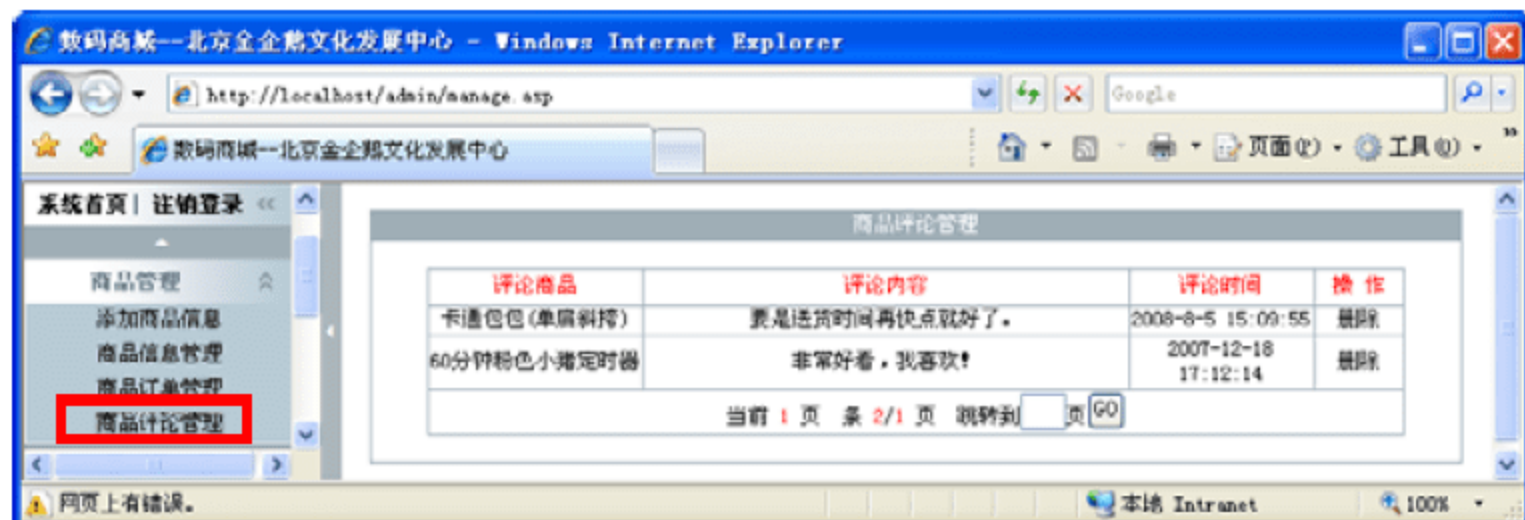 数码商城--北京金企鹅文化发展中心 - Windows Internet Explorer
http://localhost/admin/manage.asp
Google
数码商城--北京金企鹅文化发展中心
页面(P)
工具(O)
系统首页| 注销登录 «
商品管理
添加商品信息
商品信息管理
商品订单管理
商品评论管理
商品评论管理
评论商品 评论内容 评论时间 操 作
卡通包包(单肩斜挎) 要是送货时间再快点就好了。 2008-8-5 15:09:55 删除
60分钟粉色小猪定时器 非常好看，我喜欢! 2007-12-18 17:12:14 删除
当前 1 页 条 2/1 页 跳转到 页 GO
网页上有错误。
本地 Intranet
100%